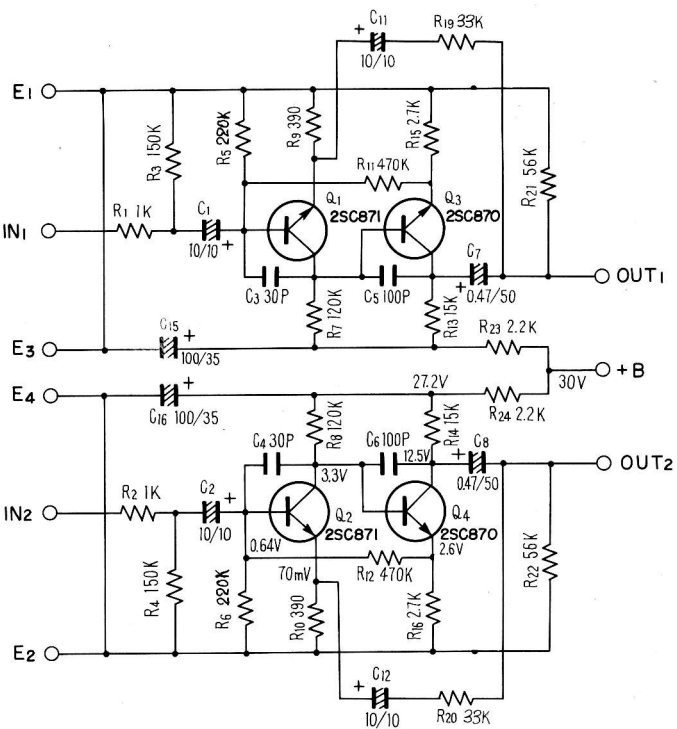 C11
10/10
R19 33K
E1
R3 150K
R5 220K
R9 390
R15 2.7K
R11 470K
R21 56K
R1 1K
C1
10/10
Q1
2SC871
Q3
2SC870
IN1
C7
0.47/50
OUT1
C3 30P
C5 100P
R7 120K
R13 15K
R23 2.2K
C15
100/35
E3
+B
30V
E4
C16 100/35
27.2V
R24 2.2K
R8 120K
R14 15K
C4 30P
C6 100P
12.5V
C8
0.47/50
OUT2
3.3V
R2 1K
C2
10/10
IN2
Q2
2SC871
Q4
2SC870
0.64V
2.6V
70mV
R12 470K
R4 150K
R6 220K
R10 390
R16 2.7K
R22 56K
E2
C12
10/10
R20 33K
+
+
+
+
+
+
+
+